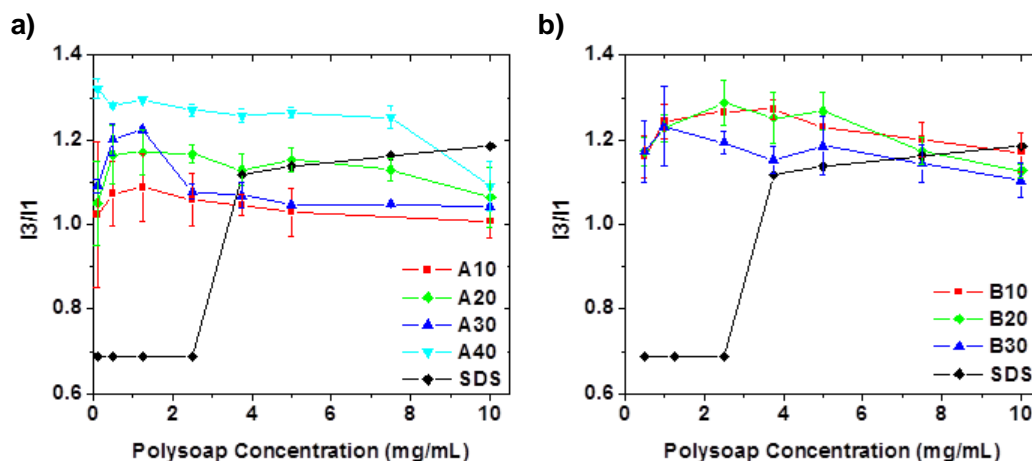 a)
1.4
1.2
1.0
0.8
0.6
I3/I1
A10
A20
A30
A40
SDS
0 2 4 6 8 10
Polysoap Concentration (mg/mL)
b)
1.4
1.2
1.0
0.8
0.6
I3/I1
B10
B20
B30
SDS
0 2 4 6 8 10
Polysoap Concentration (mg/mL)